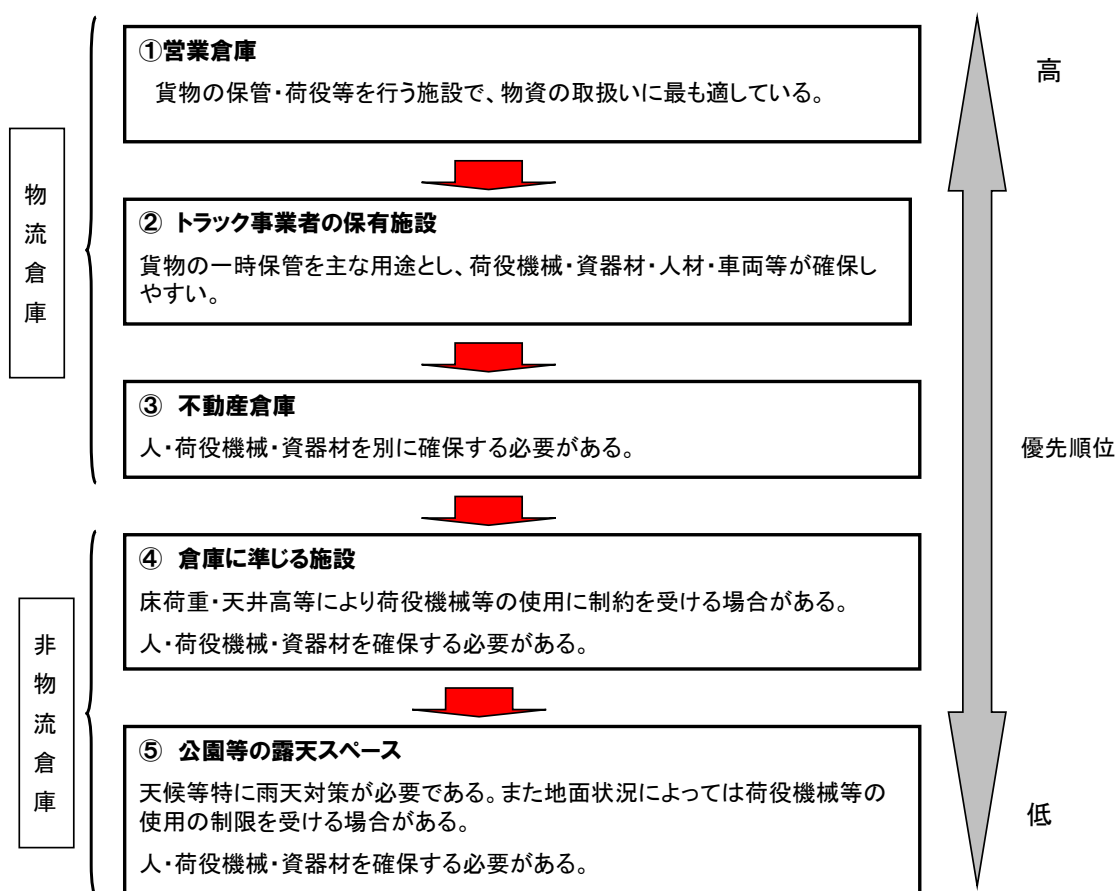 ①営業倉庫
貨物の保管・荷役等を行う施設で、物資の取扱いに最も適している。
② トラック事業者の保有施設
貨物の一時保管を主な用途とし、荷役機械・資器材・人材・車両等が確保し
やすい。
③ 不動産倉庫
人・荷役機械・資器材を別に確保する必要がある。
物流倉庫
④ 倉庫に準じる施設
床荷重・天井高等により荷役機械等の使用に制約を受ける場合がある。
人・荷役機械・資器材を確保する必要がある。
⑤ 公園等の露天スペース
天候等特に雨天対策が必要である。また地面状況によっては荷役機械等の
使用の制限を受ける場合がある。
人・荷役機械・資器材を確保する必要がある。
非物流倉庫
高
優先順位
低